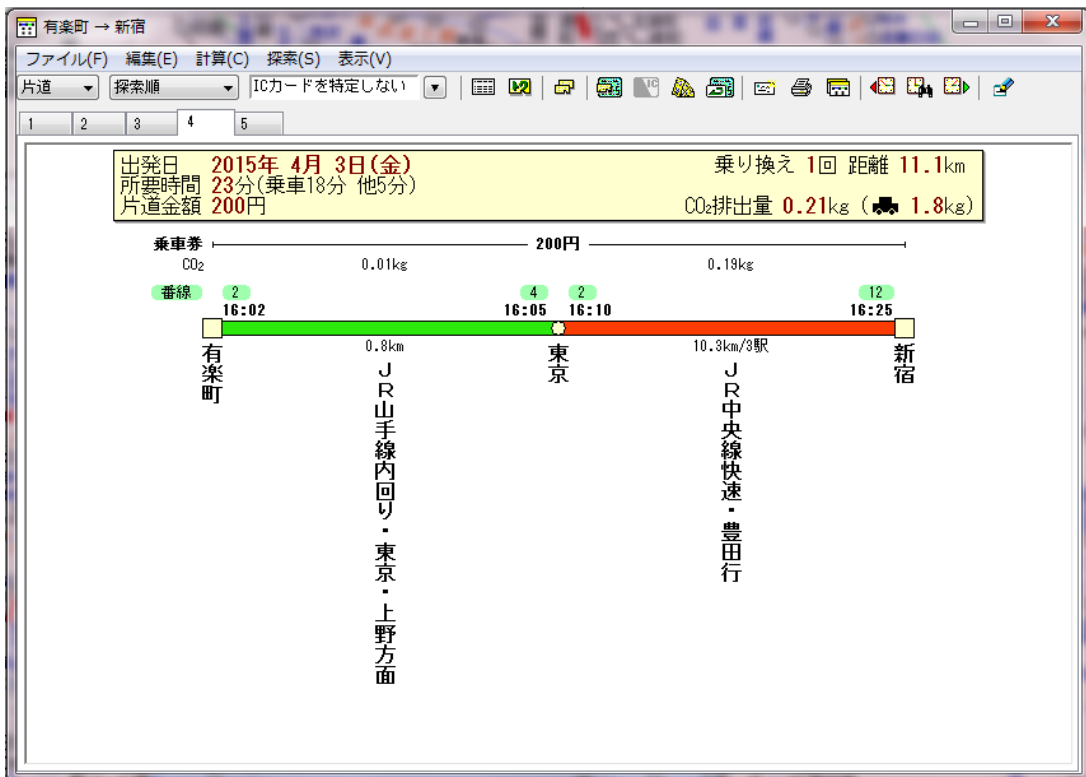 有楽町 → 新宿
ファイル(F) 編集(E) 計算(C) 探索(S) 表示(V)
片道 探索順 ICカードを特定しない
1 2 3 4 5
出発日 2015年 4月 3日(金) 乗り換え 1回 距離 11.1km
所要時間 23分(乗車18分 他5分)
片道金額 200円 CO₂排出量 0.21kg ( 1.8kg)
乗車券 200円
CO₂ 0.01kg 0.19kg
番線 2 4 2 12
16:02 16:05 16:10 16:25
0.8km 10.3km/3駅
有楽町
JR山手線内回り・東京・上野方面
東京
JR中央線快速・豊田行
新宿